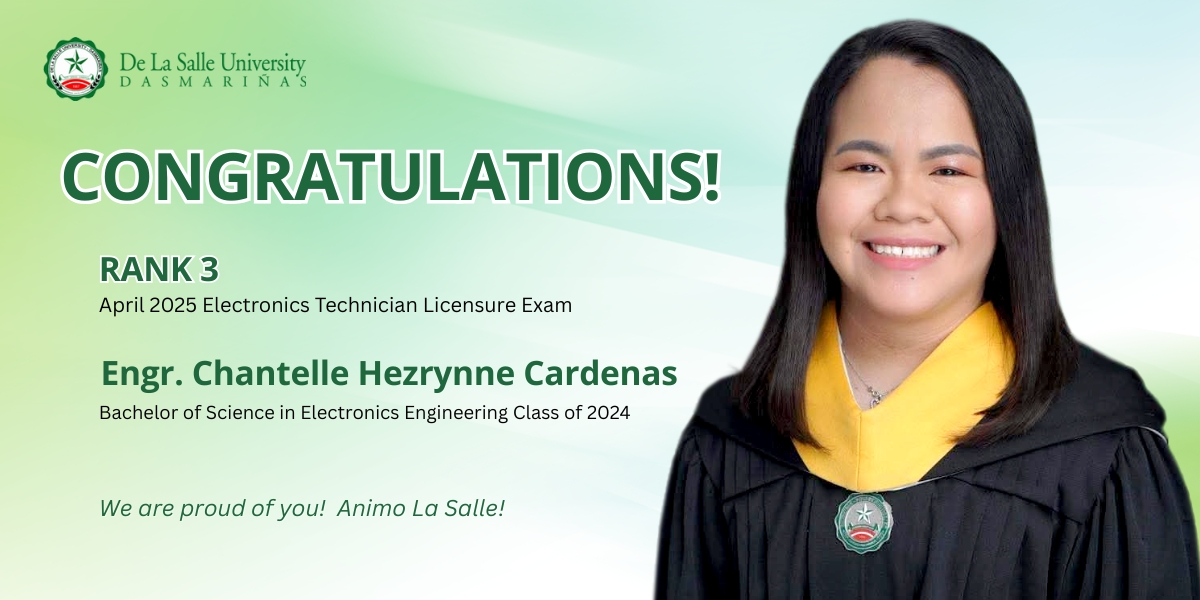 De La Salle University
DASMARIÑAS
CONGRATULATIONS!
RANK 3
April 2025 Electronics Technician Licensure Exam
Engr. Chantelle Hezrynne Cardenas
Bachelor of Science in Electronics Engineering Class of 2024
We are proud of you! Animo La Salle!